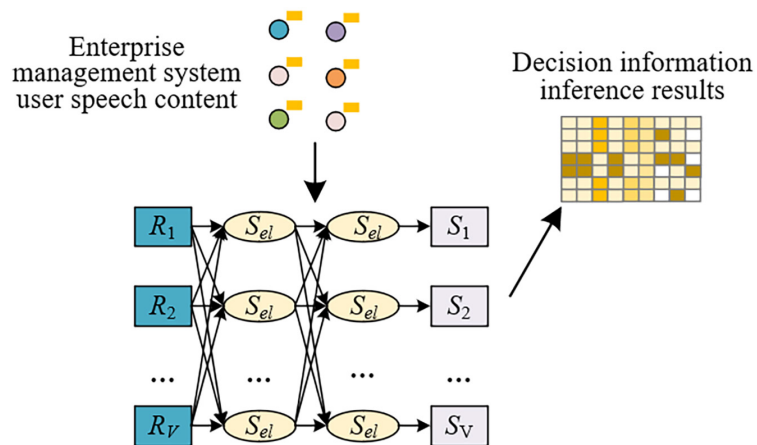 Enterprise
management system
user speech content
Decision information
inference results
R1 Sel Sel S1
R2 Sel Sel S2
... ... ... ...
RV Sel Sel SV